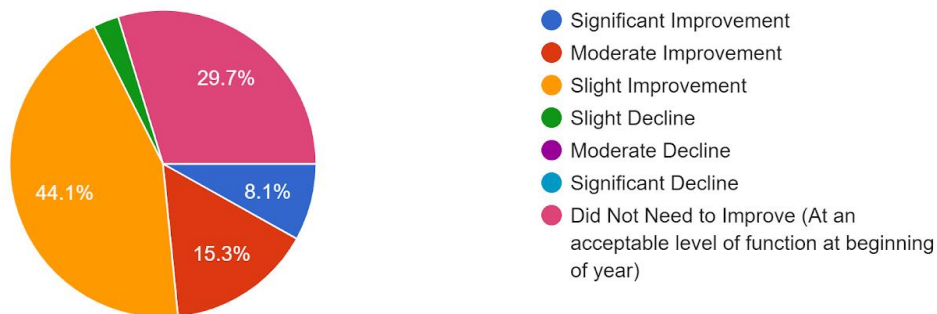 29.7%
8.1%
44.1%
15.3%
Significant Improvement
Moderate Improvement
Slight Improvement
Slight Decline
Moderate Decline
Significant Decline
Did Not Need to Improve (At an
acceptable level of function at beginning
of year)